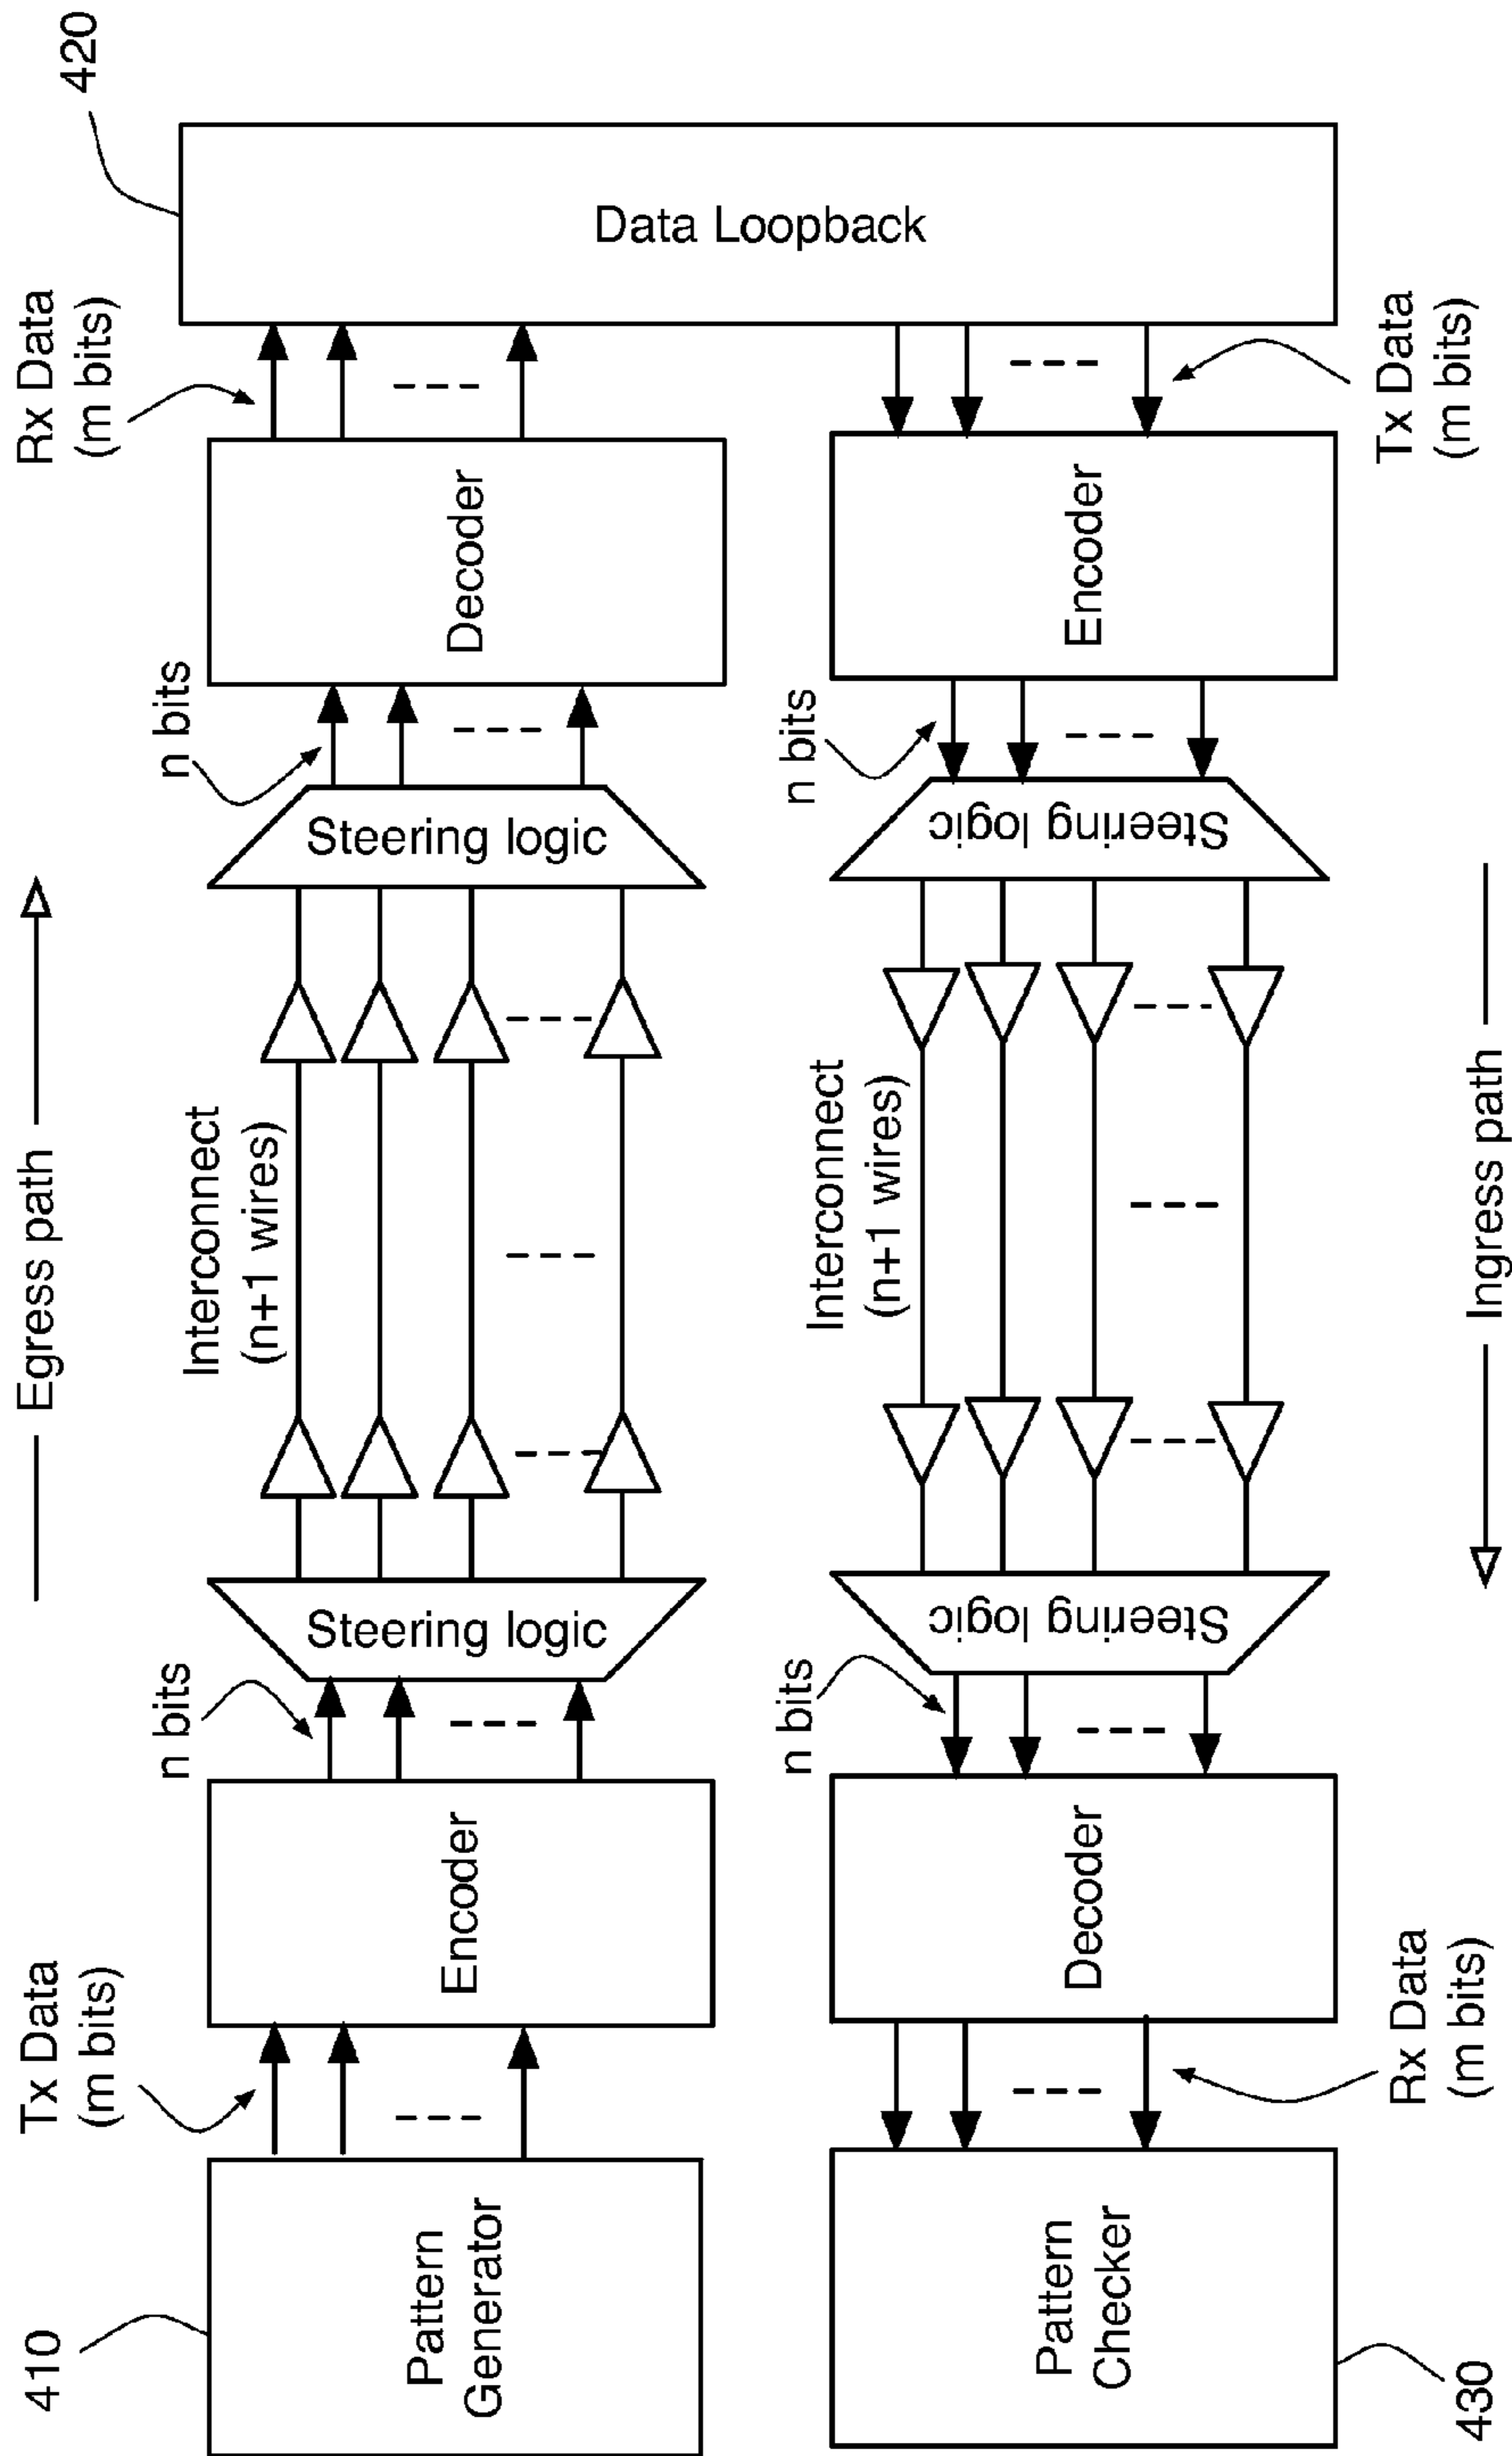 Egress path
410
Pattern
Generator
Tx Data
(m bits)
Encoder
n bits
Steering logic
Interconnect
(n+1 wires)
Steering logic
n bits
Decoder
Rx Data
(m bits)
420
Data Loopback
Tx Data
(m bits)
Encoder
n bits
Steering logic
Interconnect
(n+1 wires)
Steering logic
n bits
Decoder
Rx Data
(m bits)
Pattern
Checker
430
Ingress path